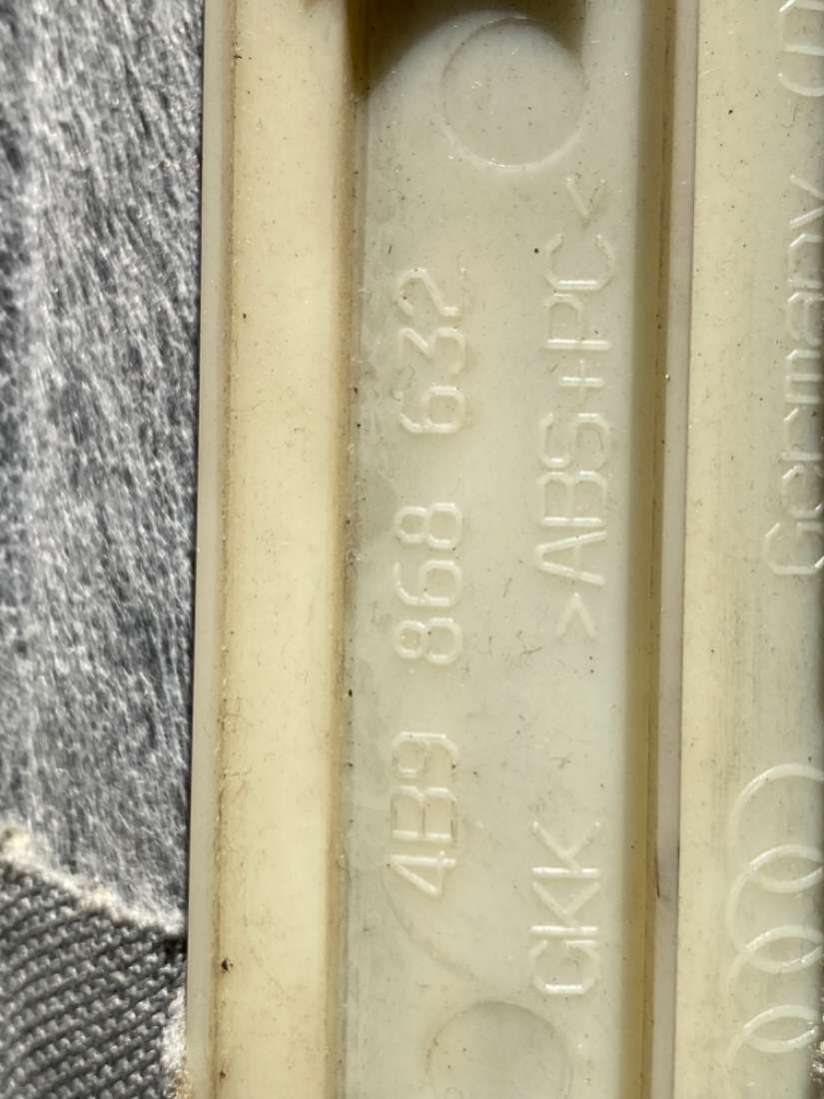 4B9 868 632
GKK >ABS+PC<
Germany